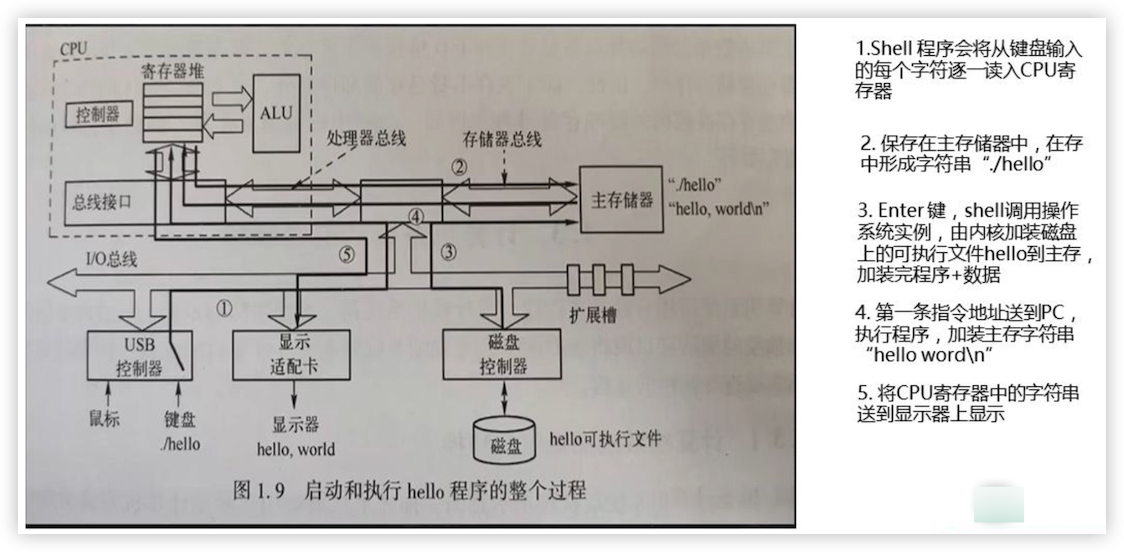 CPU
寄存器堆
控制器
ALU
处理器总线
存储器总线
②
总线接口
主存储器
“./hello”
“hello, world\n”
④
⑤
③
I/O总线
①
扩展槽
USB
控制器
显示
适配卡
磁盘
控制器
鼠标
键盘
./hello
显示器
hello, world
磁盘
hello可执行文件
图 1.9 启动和执行 hello 程序的整个过程
1.Shell 程序会将从键盘输入
的每个字符逐一读入CPU寄
存器
2. 保存在主存储器中，在存
中形成字符串“./hello”
3. Enter 键，shell调用操作
系统实例，由内核加装磁盘
上的可执行文件hello到主存，
加装完程序+数据
4. 第一条指令地址送到PC，
执行程序，加装主存字符串
“hello word\n”
5. 将CPU寄存器中的字符串
送到显示器上显示